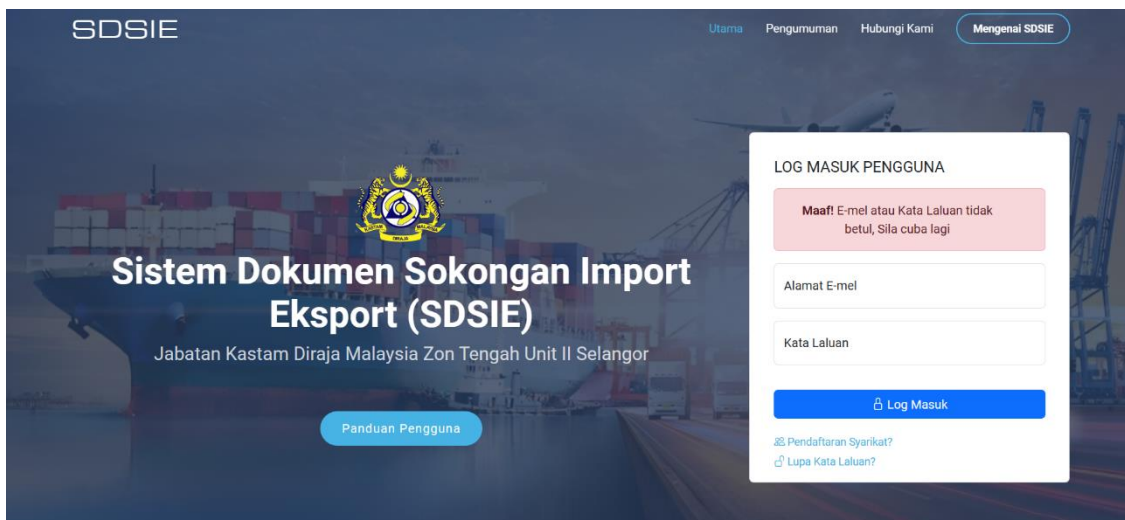 SDSIE
Utama
Pengumuman
Hubungi Kami
Mengenai SDSIE
Sistem Dokumen Sokongan Import
Eksport (SDSIE)
Jabatan Kastam Diraja Malaysia Zon Tengah Unit II Selangor
Panduan Pengguna
LOG MASUK PENGGUNA
Maaf! E-mel atau Kata Laluan tidak
betul, Sila cuba lagi
Alamat E-mel
Kata Laluan
Log Masuk
Pendaftaran Syarikat?
Lupa Kata Laluan?